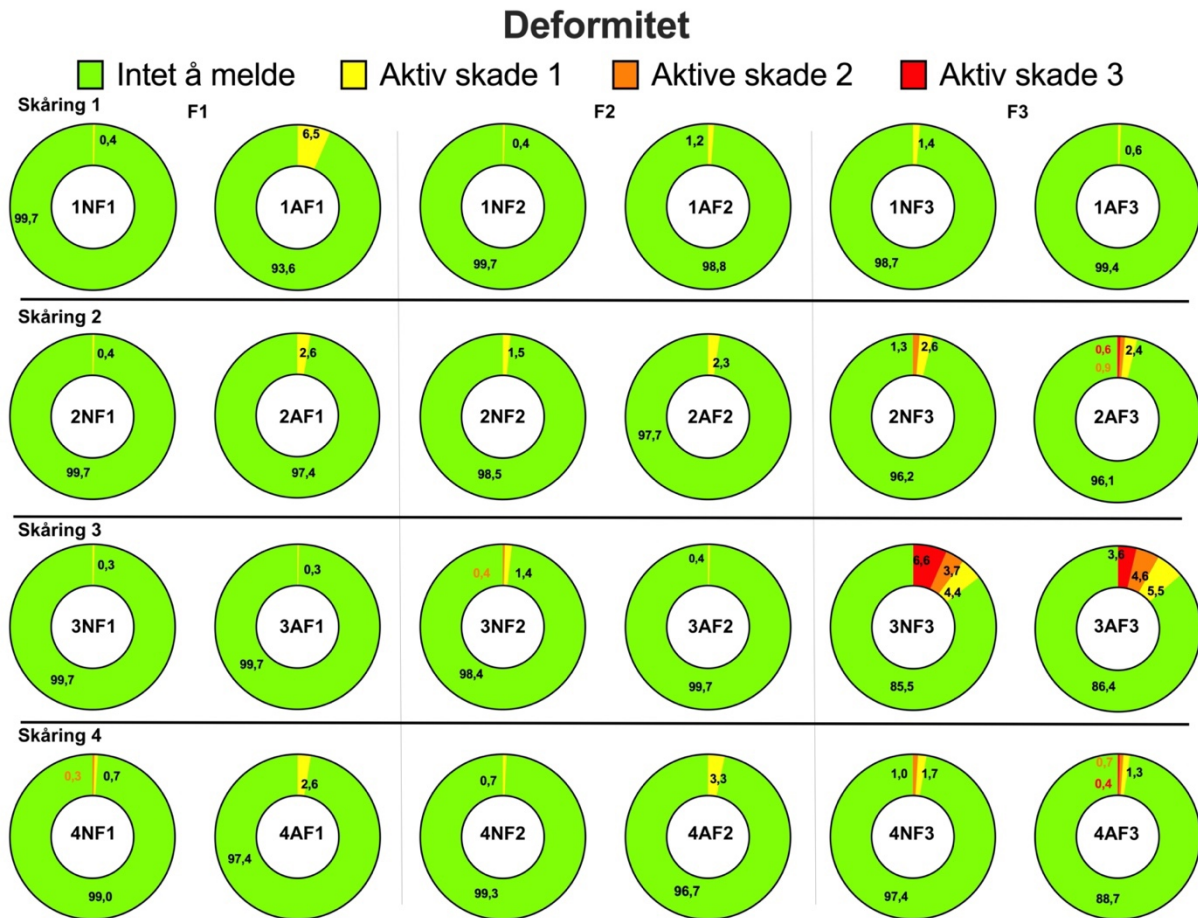 Deformitet
Intet å melde Aktiv skade 1 Aktive skade 2 Aktiv skade 3
Skåring 1
F1 F2 F3
0,4 6,5 0,4 1,2 1,4 0,6
1NF1 1AF1 1NF2 1AF2 1NF3 1AF3
99,7 93,6 99,7 98,8 98,7 99,4
Skåring 2
0,4 2,6 1,5 2,3 1,3 2,6 0,6 2,4
0,9
2NF1 2AF1 2NF2 2AF2 2NF3 2AF3
99,7 97,4 98,5 97,7 96,2 96,1
Skåring 3
0,3 0,3 0,4 1,4 0,4 6,6 3,7 4,4 3,6 4,6 5,5
3NF1 3AF1 3NF2 3AF2 3NF3 3AF3
99,7 99,7 98,4 99,7 85,5 86,4
Skåring 4
0,3 0,7 2,6 0,7 3,3 1,0 1,7 0,7 1,3
0,4
4NF1 4AF1 4NF2 4AF2 4NF3 4AF3
99,0 97,4 99,3 96,7 97,4 88,7